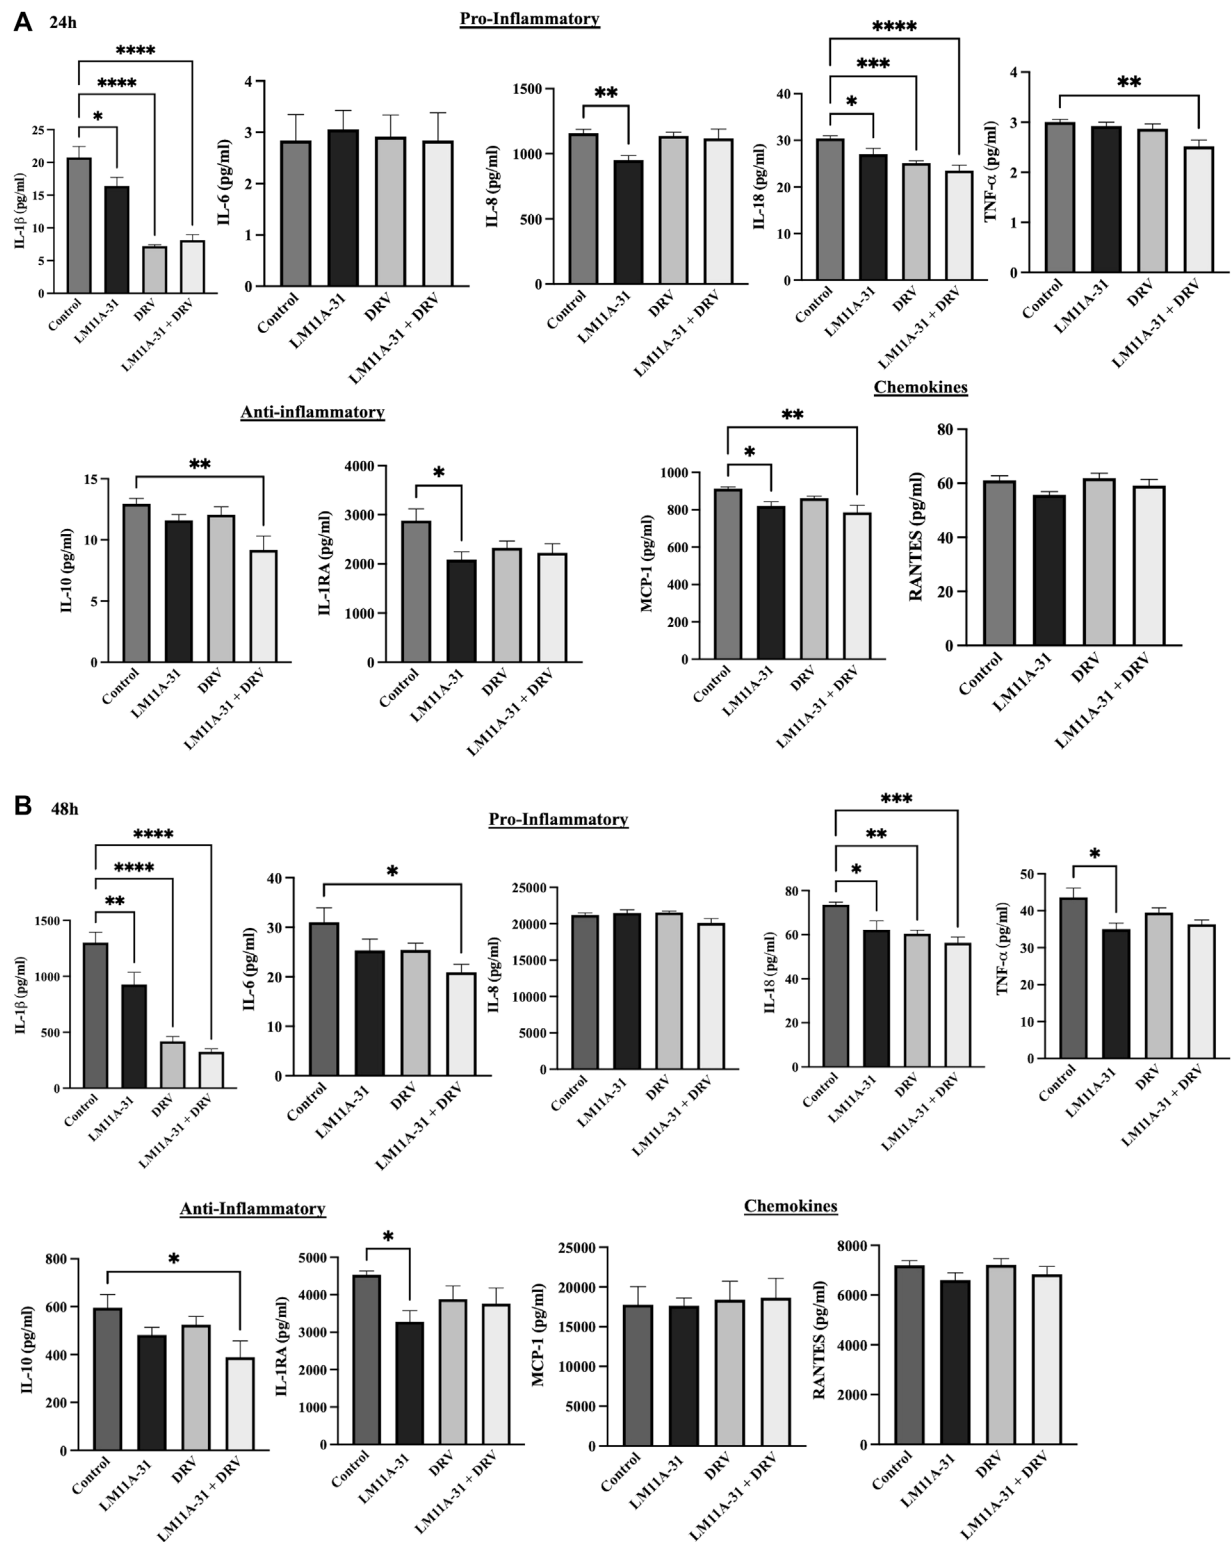 A 24h
Pro-Inflammatory
**** **** *
IL-1β (pg/ml)
25
20
15
10
5
0
Control LM11A-31 DRV LM11A-31 + DRV
IL-6 (pg/ml)
4
3
2
1
0
Control LM11A-31 DRV LM11A-31 + DRV
**
IL-8 (pg/ml)
1500
1000
500
0
Control LM11A-31 DRV LM11A-31 + DRV
**** *** *
IL-18 (pg/ml)
40
30
20
10
0
Control LM11A-31 DRV LM11A-31 + DRV
**
TNF-α (pg/ml)
4
3
2
1
0
Control LM11A-31 DRV LM11A-31 + DRV
Anti-inflammatory
**
IL-10 (pg/ml)
15
10
5
0
Control LM11A-31 DRV LM11A-31 + DRV
*
IL-1RA (pg/ml)
4000
3000
2000
1000
0
Control LM11A-31 DRV LM11A-31 + DRV
Chemokines
** *
MCP-1 (pg/ml)
1000
800
600
400
200
0
Control LM11A-31 DRV LM11A-31 + DRV
RANTES (pg/ml)
80
60
40
20
0
Control LM11A-31 DRV LM11A-31 + DRV
B 48h
Pro-Inflammatory
**** **** **
IL-1β (pg/ml)
1500
1000
500
0
Control LM11A-31 DRV LM11A-31 + DRV
*
IL-6 (pg/ml)
40
30
20
10
0
Control LM11A-31 DRV LM11A-31 + DRV
IL-8 (pg/ml)
25000
20000
15000
10000
5000
0
Control LM11A-31 DRV LM11A-31 + DRV
*** ** *
IL-18 (pg/ml)
80
60
40
20
0
Control LM11A-31 DRV LM11A-31 + DRV
*
TNF-α (pg/ml)
50
40
30
20
10
0
Control LM11A-31 DRV LM11A-31 + DRV
Anti-Inflammatory
*
IL-10 (pg/ml)
800
600
400
200
0
Control LM11A-31 DRV LM11A-31 + DRV
*
IL-1RA (pg/ml)
5000
4000
3000
2000
1000
0
Control LM11A-31 DRV LM11A-31 + DRV
Chemokines
MCP-1 (pg/ml)
25000
20000
15000
10000
5000
0
Control LM11A-31 DRV LM11A-31 + DRV
RANTES (pg/ml)
8000
6000
4000
2000
0
Control LM11A-31 DRV LM11A-31 + DRV